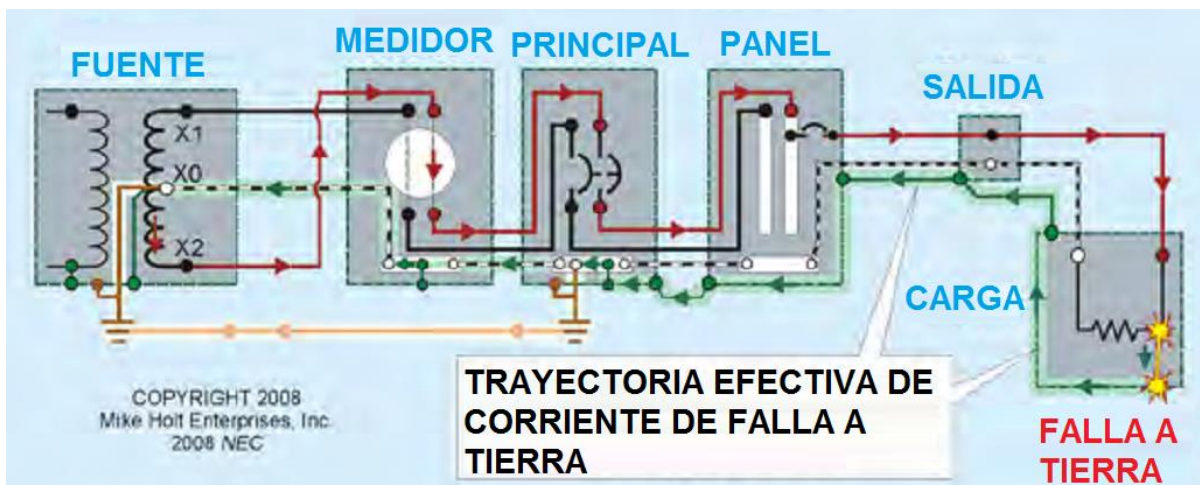 FUENTE
MEDIDOR
PRINCIPAL
PANEL
SALIDA
X1
X0
X2
CARGA
TRAYECTORIA EFECTIVA DE
CORRIENTE DE FALLA A
TIERRA
FALLA A
TIERRA
COPYRIGHT 2008
Mike Holt Enterprises, Inc.
2008 NEC